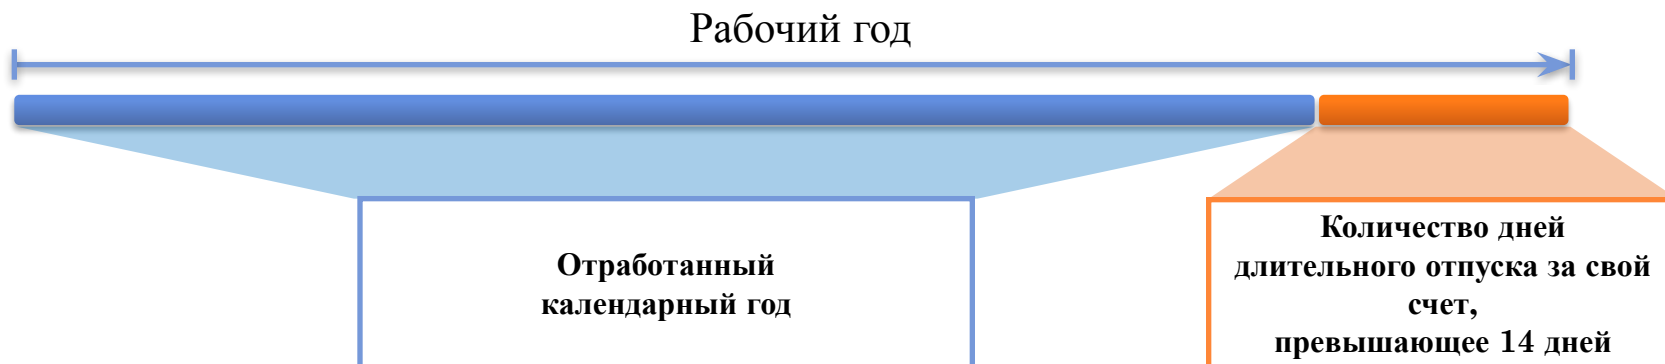 Рабочий год
Отработанный
календарный год
Количество дней
длительного отпуска за свой
счет,
превышающее 14 дней